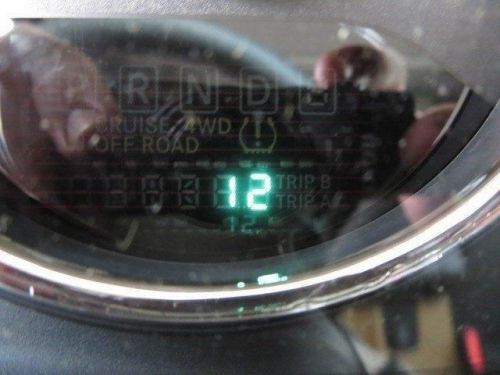 P R N D
CRUISE 4WD
OFF ROAD
12
TRIP B
TRIP A